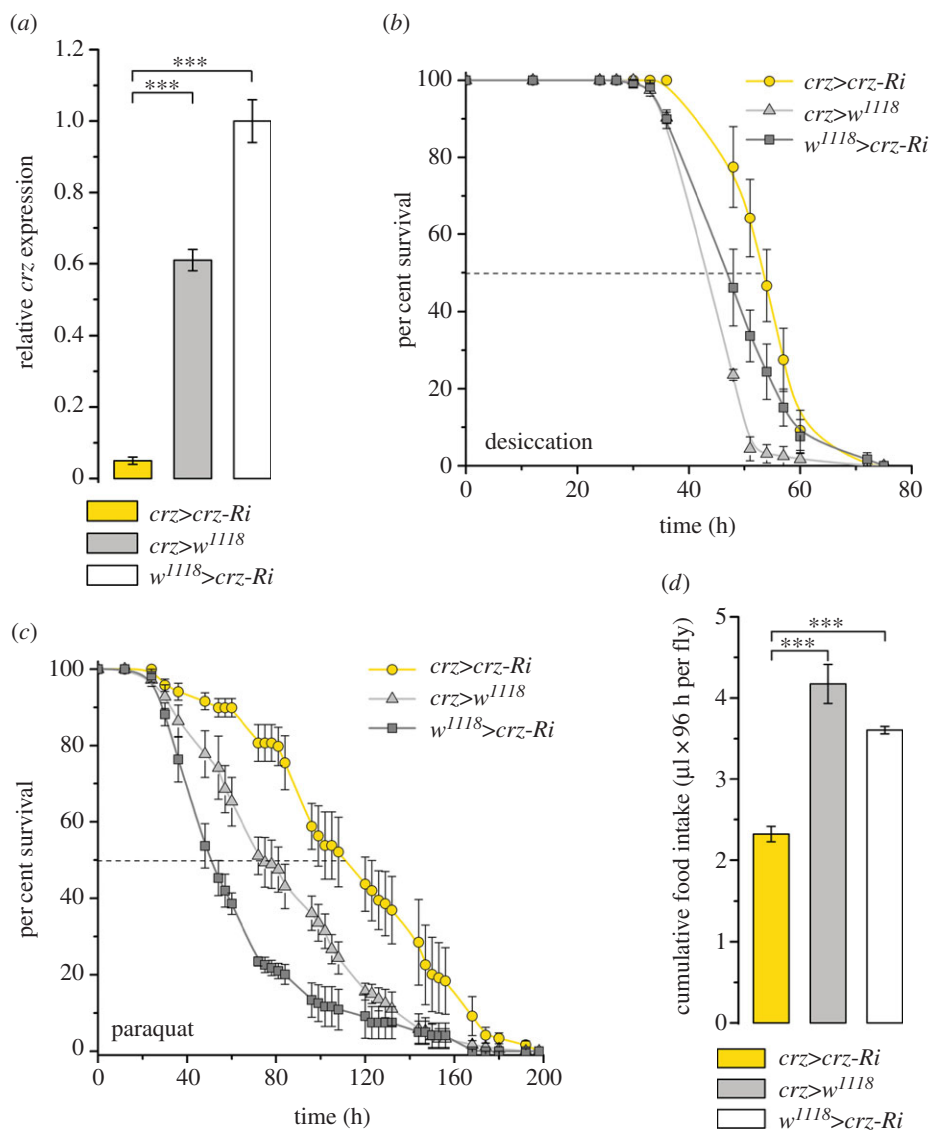 (a)
1.2
1.0
0.8
0.6
0.4
0.2
0
relative crz expression
***
***
crz>crz-Ri
crz>w1118
w1118>crz-Ri
(b)
100
80
60
40
20
0
per cent survival
crz>crz-Ri
crz>w1118
w1118>crz-Ri
desiccation
0 20 40 60 80
time (h)
(c)
100
80
60
40
20
0
per cent survival
crz>crz-Ri
crz>w1118
w1118>crz-Ri
paraquat
0 40 80 120 160 200
time (h)
(d)
5
4
3
2
1
0
cumulative food intake (µl × 96 h per fly)
***
***
crz>crz-Ri
crz>w1118
w1118>crz-Ri